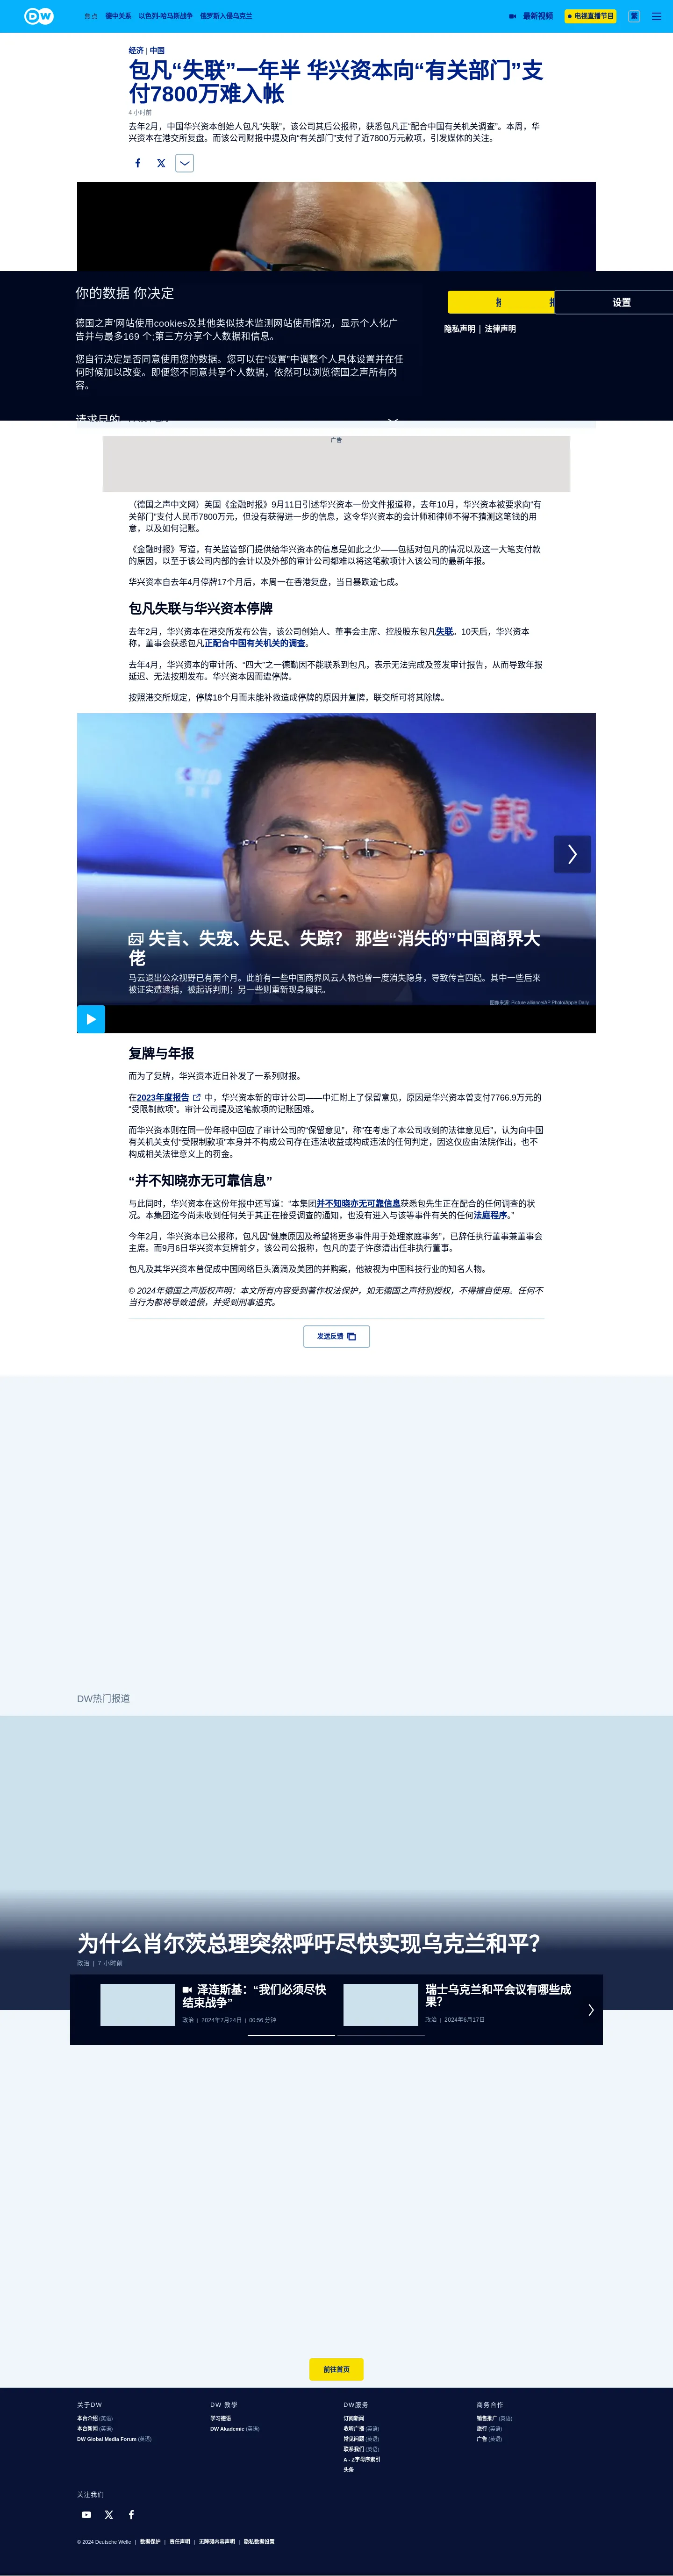 DW
焦点 德中关系 以色列-哈马斯战争 俄罗斯入侵乌克兰
最新视频
电视直播节目
繁
经济 | 中国
包凡“失联”一年半 华兴资本向“有关部门”支
付7800万难入帐
4 小时前
去年2月，中国华兴资本创始人包凡“失联”，该公司其后公报称，获悉包凡正“配合中国有关机关调查”。本周，华
兴资本在港交所复盘。而该公司财报中提及向“有关部门”支付了近7800万元款项，引发媒体的关注。
你的数据 你决定
德国之声'网站使用cookies及其他类似技术监测网站使用情况，显示个人化广
告并与最多169 个;第三方分享个人数据和信息。
您自行决定是否同意使用您的数据。您可以在“设置”中调整个人具体设置并在任
何时候加以改变。即便您不同意共享个人数据，依然可以浏览德国之声所有内
容。
请求目的
设置
隐私声明 | 法律声明
广告
（德国之声中文网）英国《金融时报》9月11日引述华兴资本一份文件报道称，去年10月，华兴资本被要求向“有
关部门”支付人民币7800万元，但没有获得进一步的信息，这令华兴资本的会计师和律师不得不猜测这笔钱的用
意，以及如何记账。
《金融时报》写道，有关监管部门提供给华兴资本的信息是如此之少——包括对包凡的情况以及这一大笔支付款
的原因，以至于该公司内部的会计以及外部的审计公司都难以将这笔款项计入该公司的最新年报。
华兴资本自去年4月停牌17个月后，本周一在香港复盘，当日暴跌逾七成。
包凡失联与华兴资本停牌
去年2月，华兴资本在港交所发布公告，该公司创始人、董事会主席、控股股东包凡失联。10天后，华兴资本
称，董事会获悉包凡正配合中国有关机关的调查。
去年4月，华兴资本的审计所、“四大”之一德勤因不能联系到包凡，表示无法完成及签发审计报告，从而导致年报
延迟、无法按期发布。华兴资本因而遭停牌。
按照港交所规定，停牌18个月而未能补救造成停牌的原因并复牌，联交所可将其除牌。
公報
失言、失宠、失足、失踪？ 那些“消失的”中国商界大
佬
马云退出公众视野已有两个月。此前有一些中国商界风云人物也曾一度消失隐身，导致传言四起。其中一些后来
被证实遭逮捕，被起诉判刑；另一些则重新现身履职。
图像来源: Picture alliance/AP Photo/Apple Daily
复牌与年报
而为了复牌，华兴资本近日补发了一系列财报。
在2023年度报告 中，华兴资本新的审计公司——中汇附上了保留意见，原因是华兴资本曾支付7766.9万元的
“受限制款项”。审计公司提及这笔款项的记账困难。
而华兴资本则在同一份年报中回应了审计公司的“保留意见”，称“在考虑了本公司收到的法律意见后”，认为向中国
有关机关支付“受限制款项”本身并不构成公司存在违法收益或构成违法的任何判定，因这仅应由法院作出，也不
构成相关法律意义上的罚金。
“并不知晓亦无可靠信息”
与此同时，华兴资本在这份年报中还写道：“本集团并不知晓亦无可靠信息获悉包先生正在配合的任何调查的状
况。本集团迄今尚未收到任何关于其正在接受调查的通知，也没有进入与该等事件有关的任何法庭程序。”
今年2月，华兴资本已公报称，包凡因“健康原因及希望将更多事件用于处理家庭事务”，已辞任执行董事兼董事会
主席。而9月6日华兴资本复牌前夕，该公司公报称，包凡的妻子许彦清出任非执行董事。
包凡及其华兴资本曾促成中国网络巨头滴滴及美团的并购案，他被视为中国科技行业的知名人物。
© 2024年德国之声版权声明：本文所有内容受到著作权法保护，如无德国之声特别授权，不得擅自使用。任何不
当行为都将导致追偿，并受到刑事追究。
发送反馈
DW热门报道
为什么肖尔茨总理突然呼吁尽快实现乌克兰和平？
政治 | 7 小时前
泽连斯基：“我们必须尽快
结束战争”
政治 | 2024年7月24日 | 00:58 分钟
瑞士乌克兰和平会议有哪些成
果？
政治 | 2024年6月17日
前往首页
关于DW
本台介绍 (英语)
本台新闻 (英语)
DW Global Media Forum (英语)
DW 教学
学习德语
DW Akademie (英语)
DW服务
订阅新闻
收听广播 (英语)
常见问题 (英语)
联系我们 (英语)
A - Z字母序索引
头条
商务合作
销售推广 (英语)
旅行 (英语)
广告 (英语)
关注我们
© 2024 Deutsche Welle | 数据保护 | 责任声明 | 无障碍内容声明 | 隐私数据设置